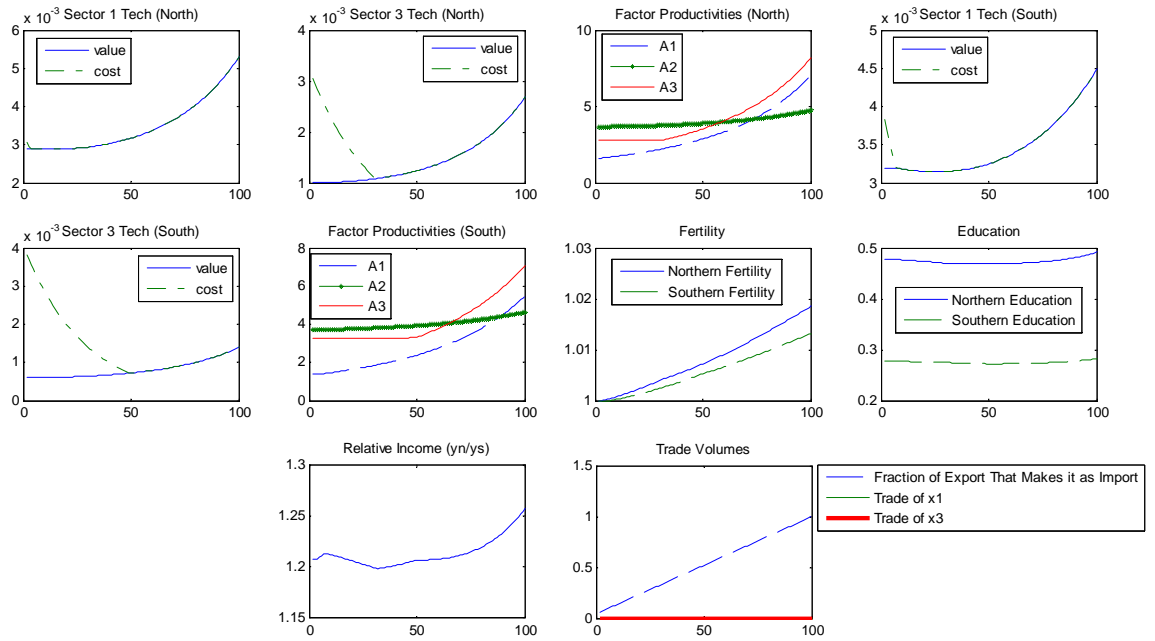 x 10^-3 Sector 1 Tech (North)
6
5
4
3
2
0
50
100
value
cost
x 10^-3 Sector 3 Tech (North)
4
3
2
1
0
50
100
value
cost
Factor Productivities (North)
10
5
0
0
50
100
A1
A2
A3
x 10^-3 Sector 1 Tech (South)
5
4.5
4
3.5
3
0
50
100
value
cost
x 10^-3 Sector 3 Tech (South)
4
3
2
1
0
0
50
100
value
cost
Factor Productivities (South)
8
6
4
2
0
0
50
100
A1
A2
A3
Fertility
1.03
1.02
1.01
1
0
50
100
Northern Fertility
Southern Fertility
Education
0.5
0.4
0.3
0.2
0
50
100
Northern Education
Southern Education
Relative Income (yn/ys)
1.3
1.25
1.2
1.15
0
50
100
Trade Volumes
1.5
1
0.5
0
0
50
100
Fraction of Export That Makes it as Import
Trade of x1
Trade of x3